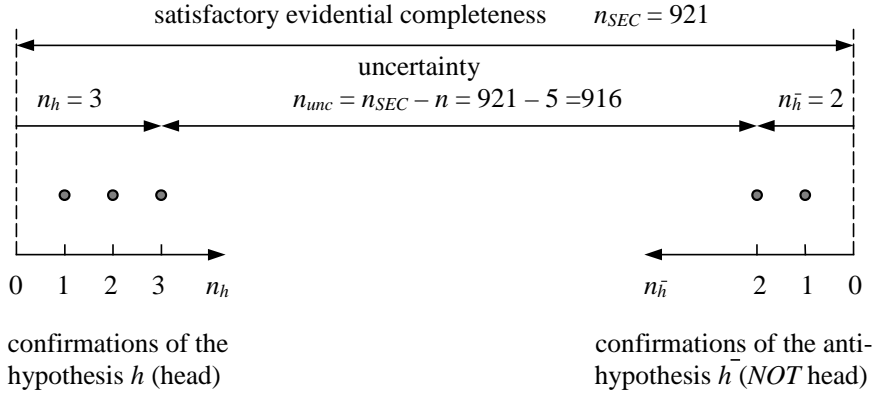 satisfactory evidential completeness n_SEC = 921
uncertainty
n_h = 3
n_unc = n_SEC – n = 921 – 5 =916
n_h̄ = 2
0 1 2 3 n_h
n_h̄ 2 1 0
confirmations of the
hypothesis h (head)
confirmations of the anti-
hypothesis h̄ (NOT head)